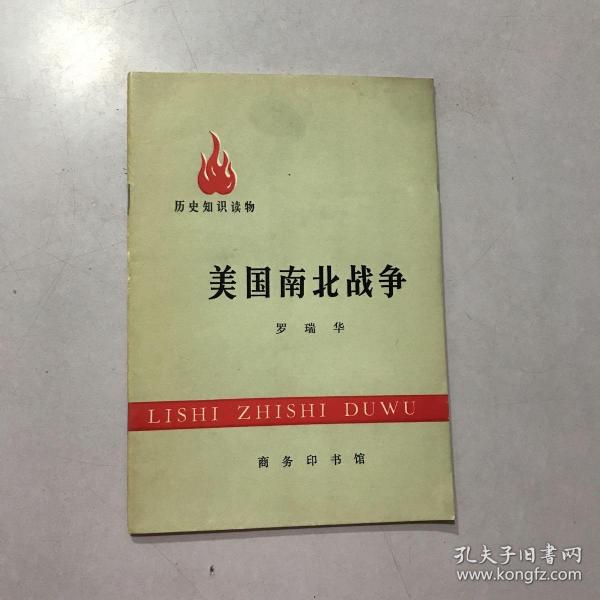 历史知识读物
美国南北战争
罗瑞华
LISHI ZHISHI DUWU
商务印书馆
孔夫子旧书网
www.kongfz.com